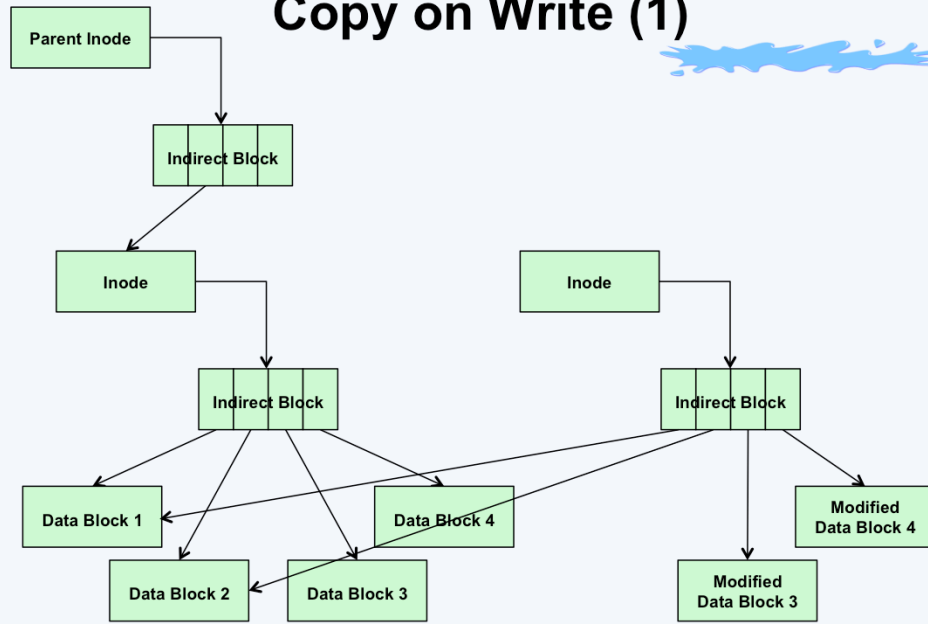 Copy on Write (1)
Parent Inode
Indirect Block
Inode
Inode
Indirect Block
Indirect Block
Data Block 1
Data Block 4
Modified
Data Block 4
Data Block 2
Data Block 3
Modified
Data Block 3